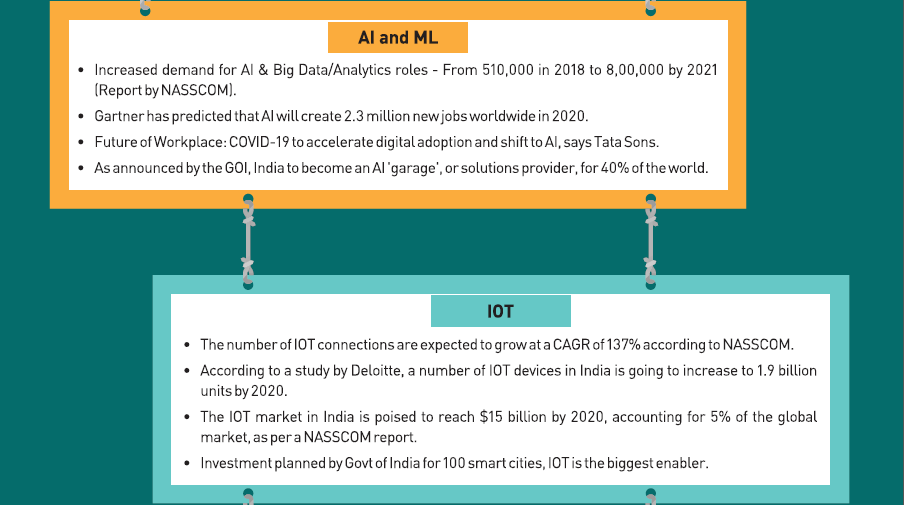 AI and ML
• Increased demand for AI & Big Data/Analytics roles - From 510,000 in 2018 to 8,00,000 by 2021
(Report by NASSCOM).
• Gartner has predicted that AI will create 2.3 million new jobs worldwide in 2020.
• Future of Workplace: COVID-19 to accelerate digital adoption and shift to AI, says Tata Sons.
• As announced by the GOI, India to become an AI 'garage', or solutions provider, for 40% of the world.
IOT
• The number of IOT connections are expected to grow at a CAGR of 137% according to NASSCOM.
• According to a study by Deloitte, a number of IOT devices in India is going to increase to 1.9 billion
units by 2020.
• The IOT market in India is poised to reach $15 billion by 2020, accounting for 5% of the global
market, as per a NASSCOM report.
• Investment planned by Govt of India for 100 smart cities, IOT is the biggest enabler.